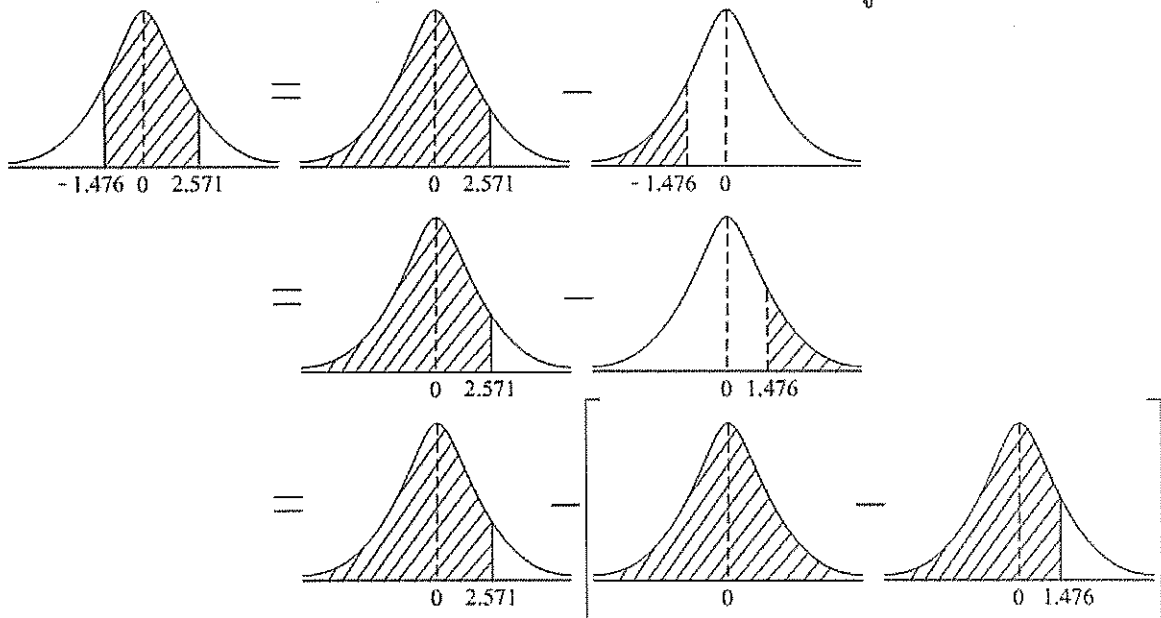 = −
- 1.476 0 2.571 0 2.571 - 1.476 0
= −
0 2.571 0 1.476
= − [ − ]
0 2.571 0 0 1.476